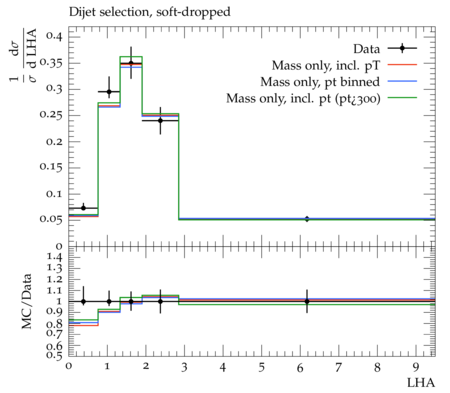 Dijet selection, soft-dropped
1/σ dσ/d LHA
0.4
0.35
0.3
0.25
0.2
0.15
0.1
0.05
0
Data
Mass only, incl. pT
Mass only, pt binned
Mass only, incl. pt (pt¿300)
MC/Data
1.4
1.3
1.2
1.1
1
0.9
0.8
0.7
0.6
0.5
0 1 2 3 4 5 6 7 8 9
LHA